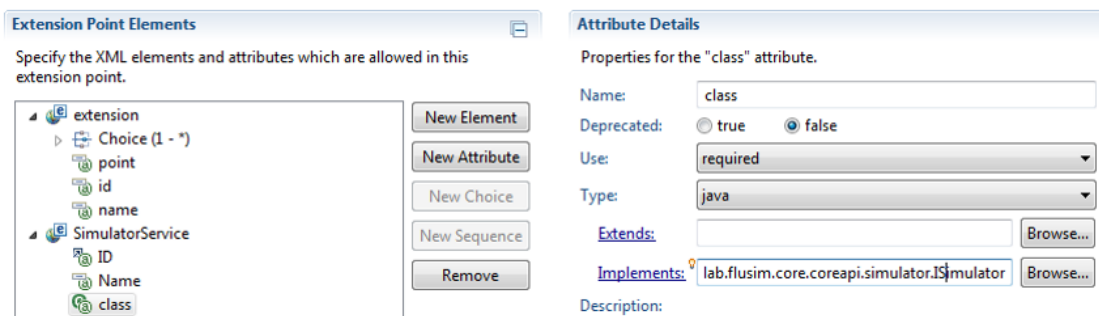 Extension Point Elements
Specify the XML elements and attributes which are allowed in this
extension point.
extension
Choice (1 - *)
point
id
name
SimulatorService
ID
Name
class
New Element
New Attribute
New Choice
New Sequence
Remove
Attribute Details
Properties for the "class" attribute.
Name: class
Deprecated: true false
Use: required
Type: java
Extends: Browse...
Implements: lab.flusim.core.coreapi.simulator.ISimulator Browse...
Description: